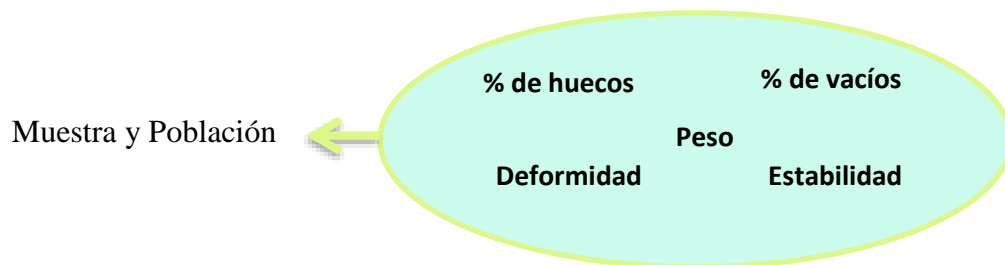 % de huecos
% de vacíos
Muestra y Población
Peso
Deformidad
Estabilidad